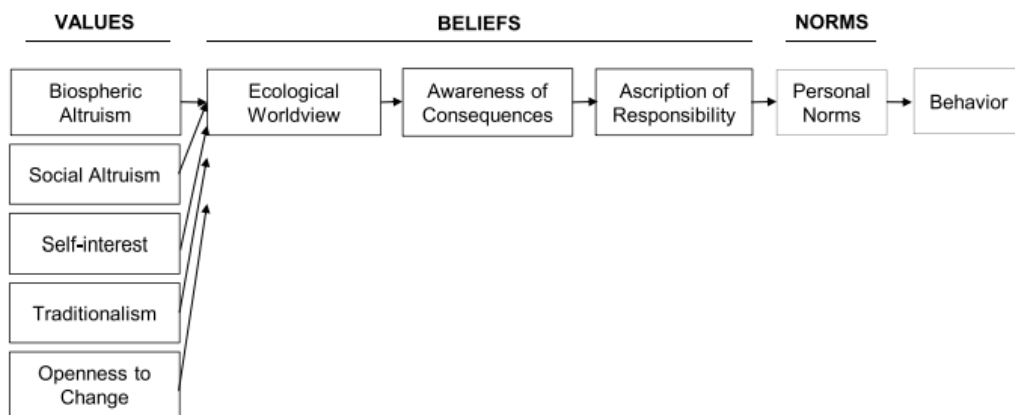 VALUES
BELIEFS
NORMS
Biospheric
Altruism
Ecological
Worldview
Awareness of
Consequences
Ascription of
Responsibility
Personal
Norms
Behavior
Social Altruism
Self-interest
Traditionalism
Openness to
Change